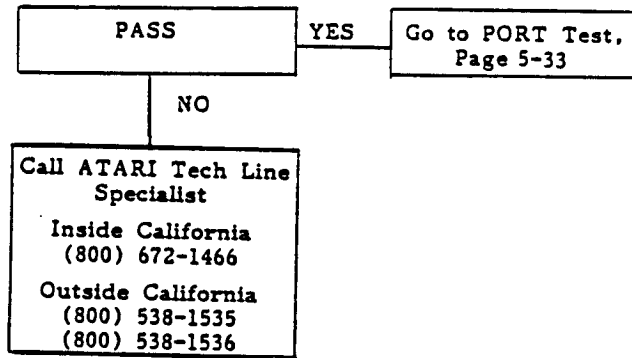 PASS
YES
Go to PORT Test,
Page 5-33
NO
Call ATARI Tech Line
Specialist
Inside California
(800) 672-1466
Outside California
(800) 538-1535
(800) 538-1536